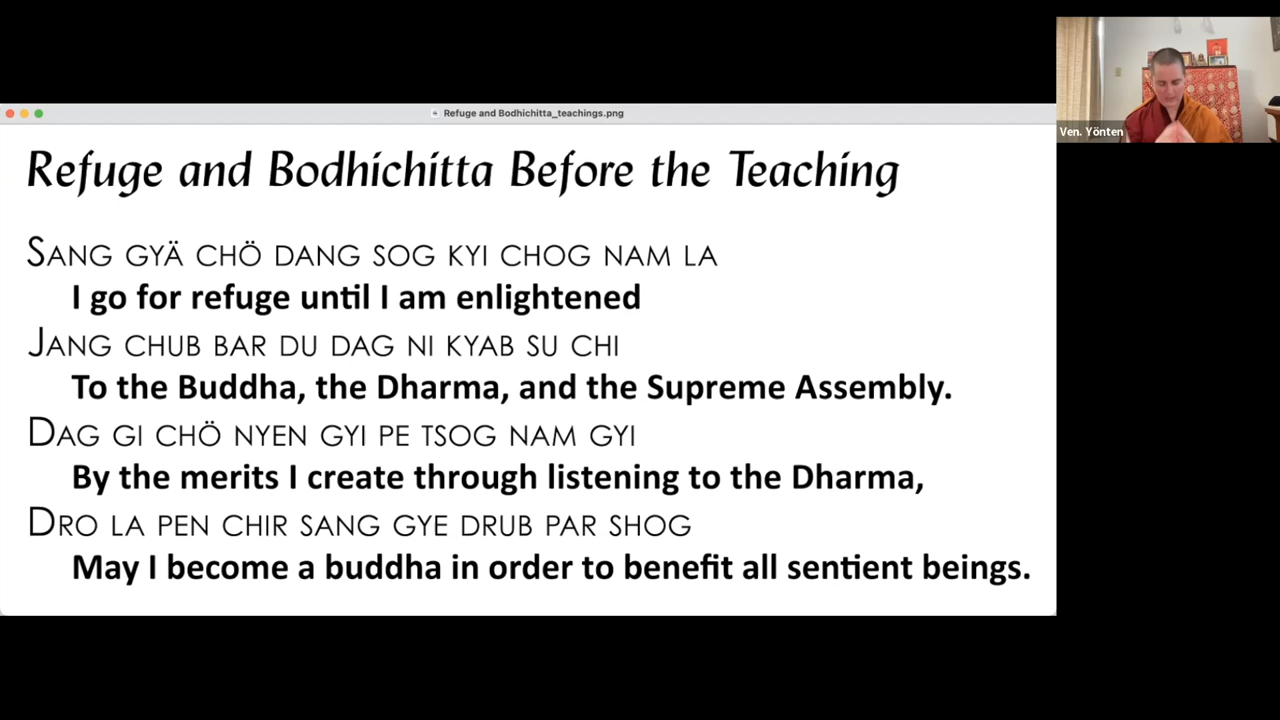 Refuge and Bodhichitta_teachings.png
Refuge and Bodhichitta Before the Teaching
SANG GYÄ CHÖ DANG SOG KYI CHOG NAM LA
I go for refuge until I am enlightened
JANG CHUB BAR DU DAG NI KYAB SU CHI
To the Buddha, the Dharma, and the Supreme Assembly.
DAG GI CHÖ NYEN GYI PE TSOG NAM GYI
By the merits I create through listening to the Dharma,
DRO LA PEN CHIR SANG GYE DRUB PAR SHOG
May I become a buddha in order to benefit all sentient beings.
Ven. Yönten